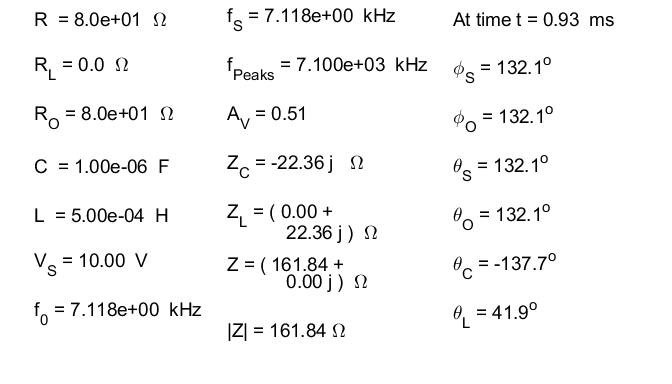 R = 8.0e+01 Ω
R_L = 0.0 Ω
R_O = 8.0e+01 Ω
C = 1.00e-06 F
L = 5.00e-04 H
V_S = 10.00 V
f_0 = 7.118e+00 kHz
f_S = 7.118e+00 kHz
f_Peaks = 7.100e+03 kHz
A_V = 0.51
Z_C = -22.36 j Ω
Z_L = ( 0.00 +
22.36 j ) Ω
Z = ( 161.84 +
0.00 j ) Ω
|Z| = 161.84 Ω
At time t = 0.93 ms
ϕ_S = 132.1°
ϕ_O = 132.1°
θ_S = 132.1°
θ_O = 132.1°
θ_C = -137.7°
θ_L = 41.9°